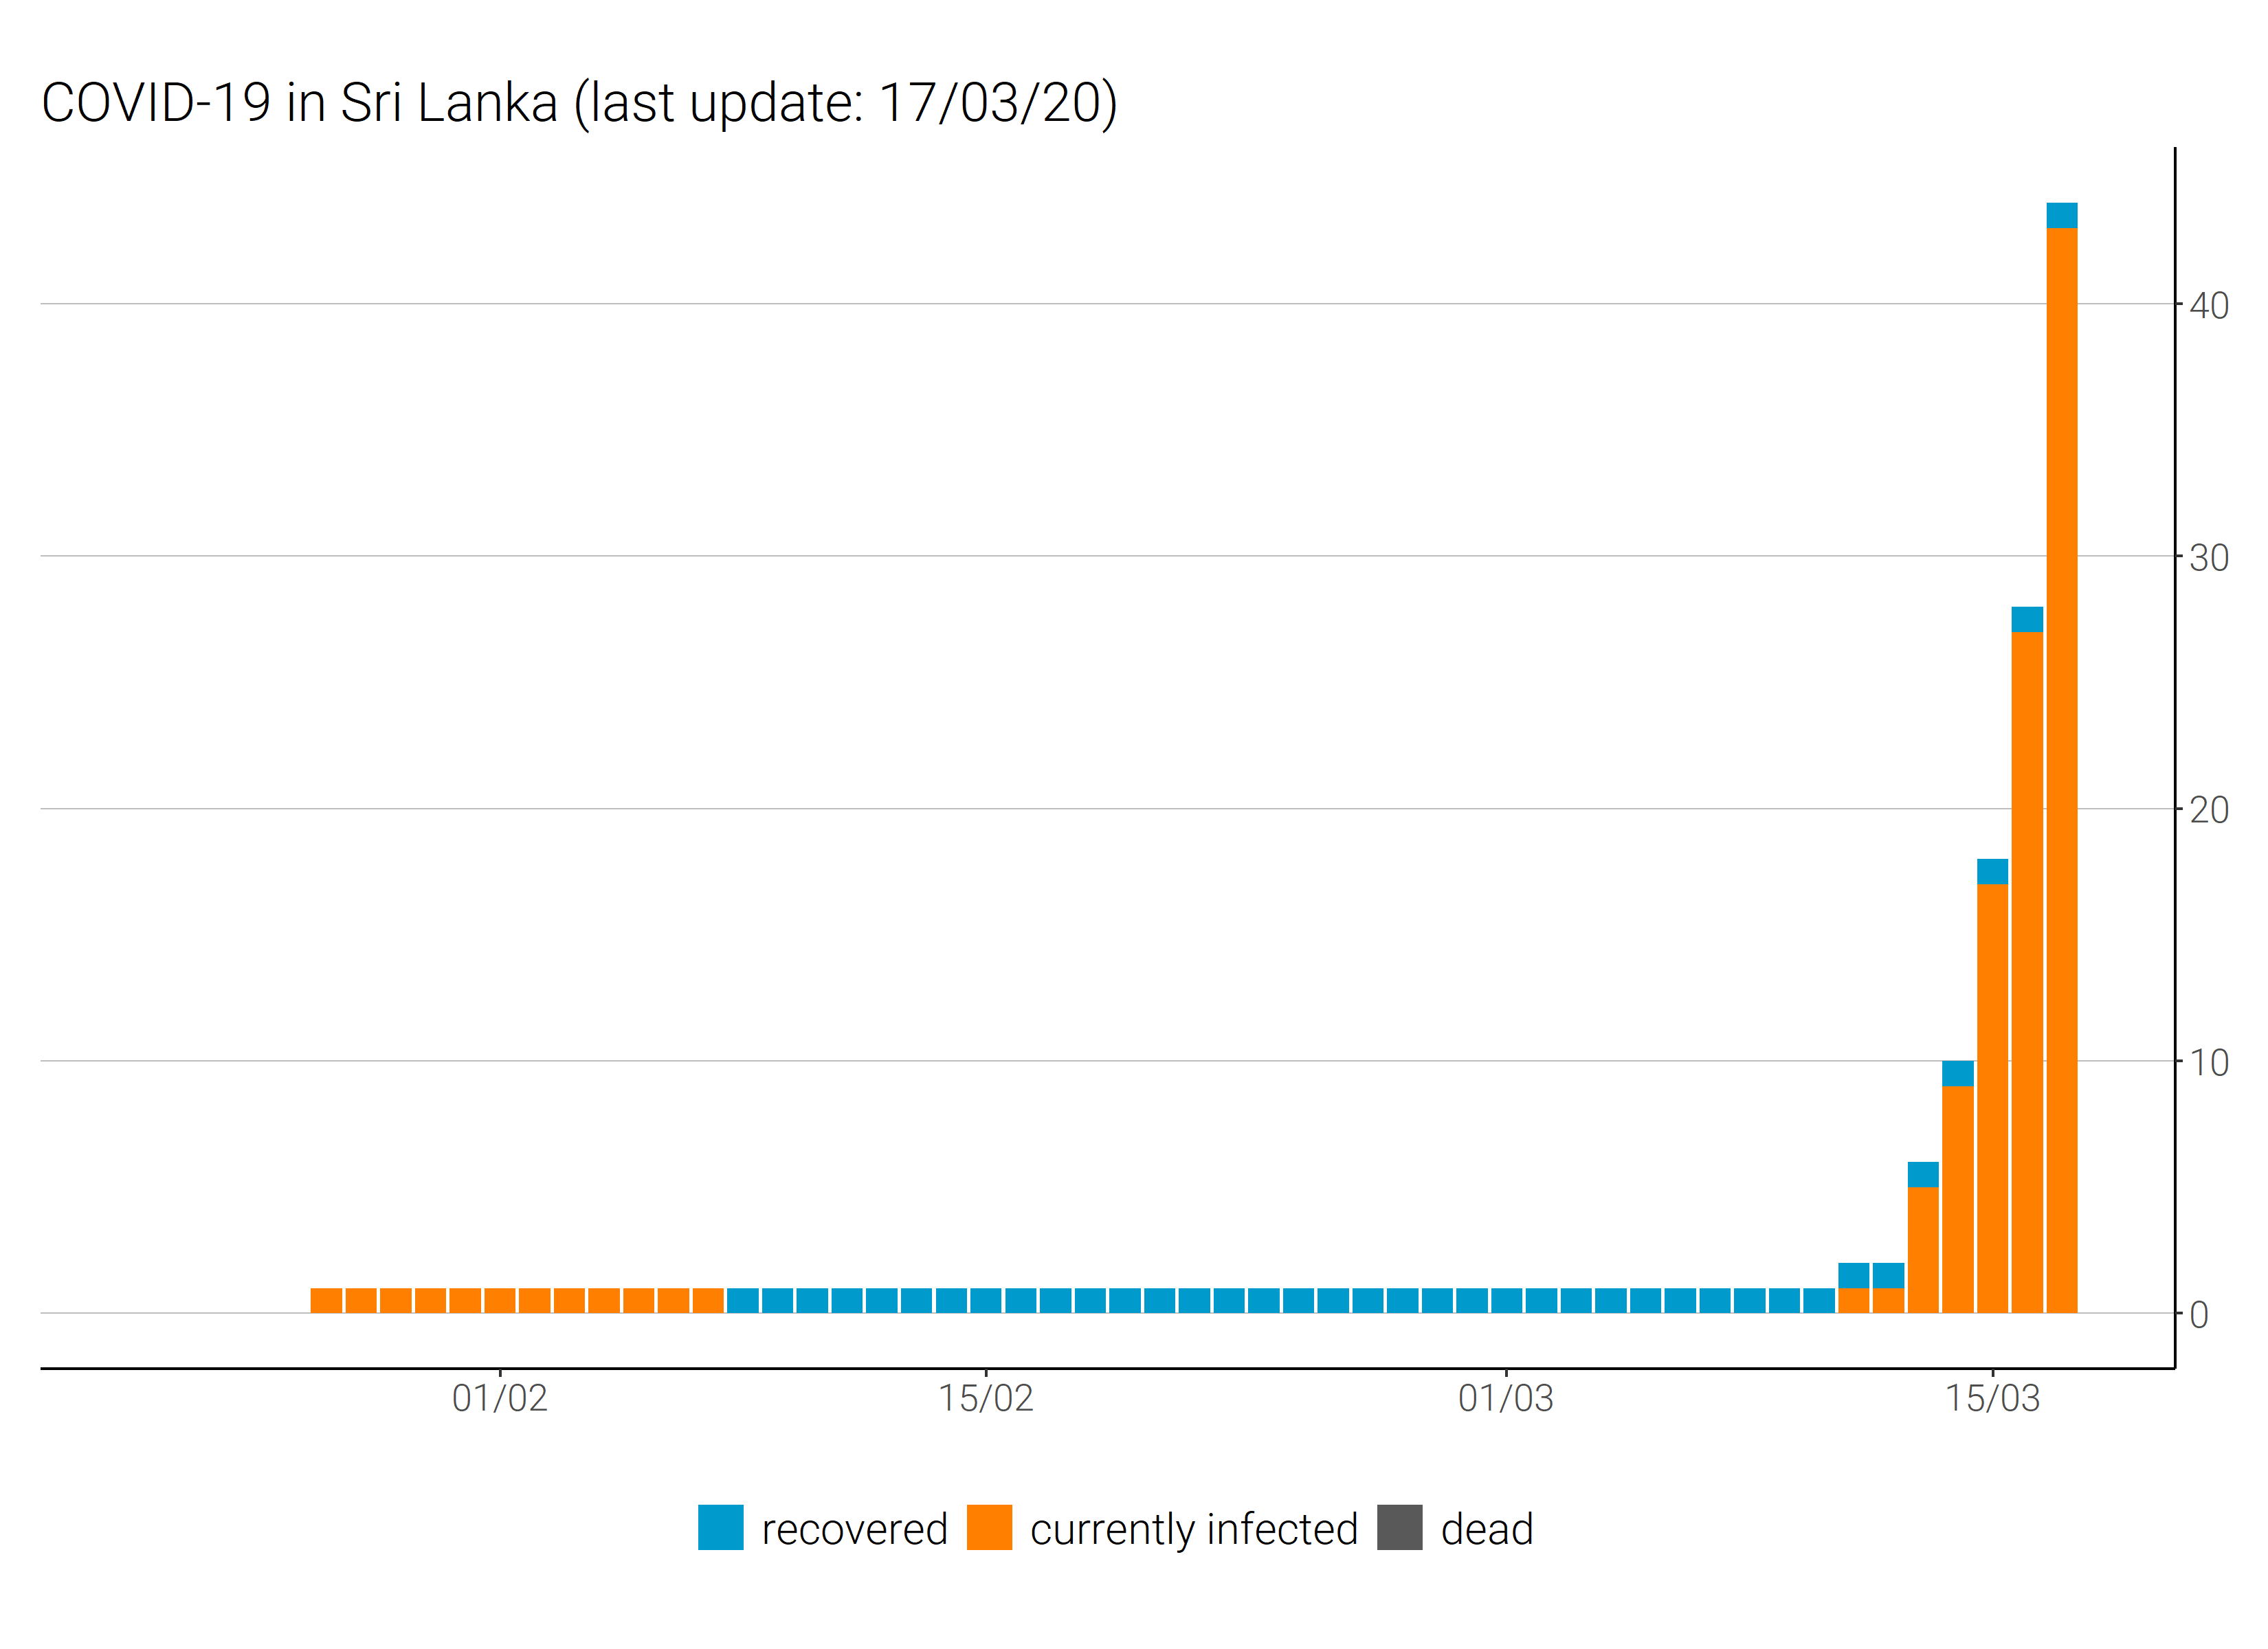 COVID-19 in Sri Lanka (last update: 17/03/20)
40
30
20
10
0
01/02 15/02 01/03 15/03
recovered currently infected dead